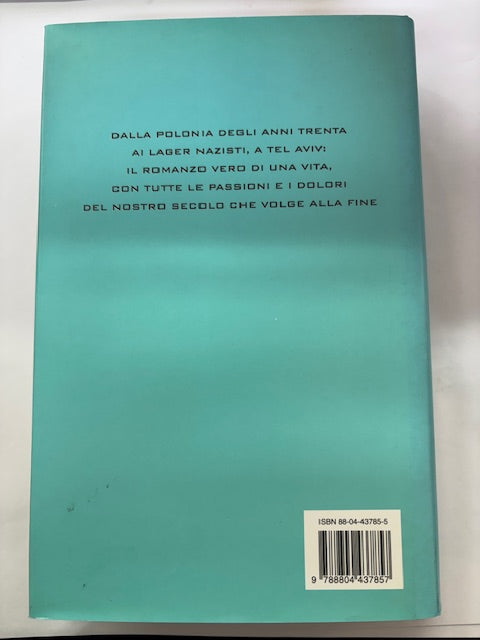 DALLA POLONIA DEGLI ANNI TRENTA
AI LAGER NAZISTI, A TEL AVIV:
IL ROMANZO VERO DI UNA VITA,
CON TUTTE LE PASSIONI E I DOLORI
DEL NOSTRO SECOLO CHE VOLGE ALLA FINE
ISBN 88-04-43785-5
9 788804 437857